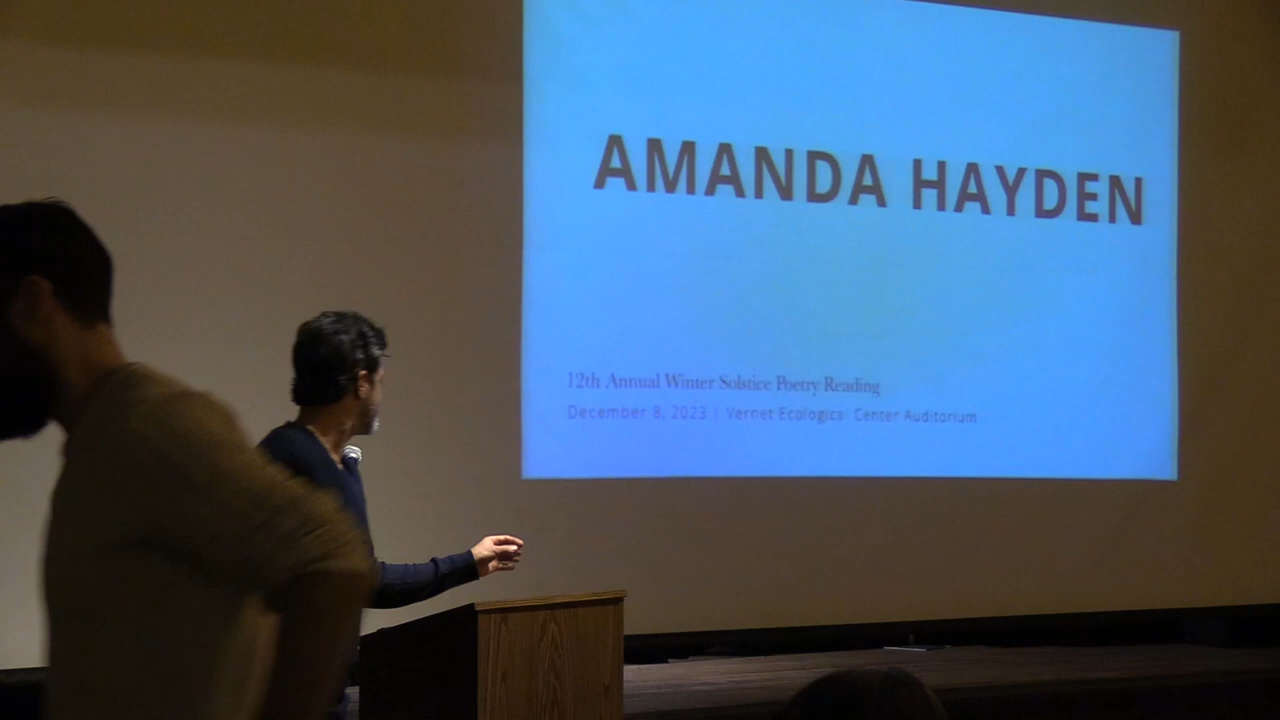 AMANDA HAYDEN
12th Annual Winter Solstice Poetry Reading
December 8, 2023 | Vernet Ecological Center Auditorium